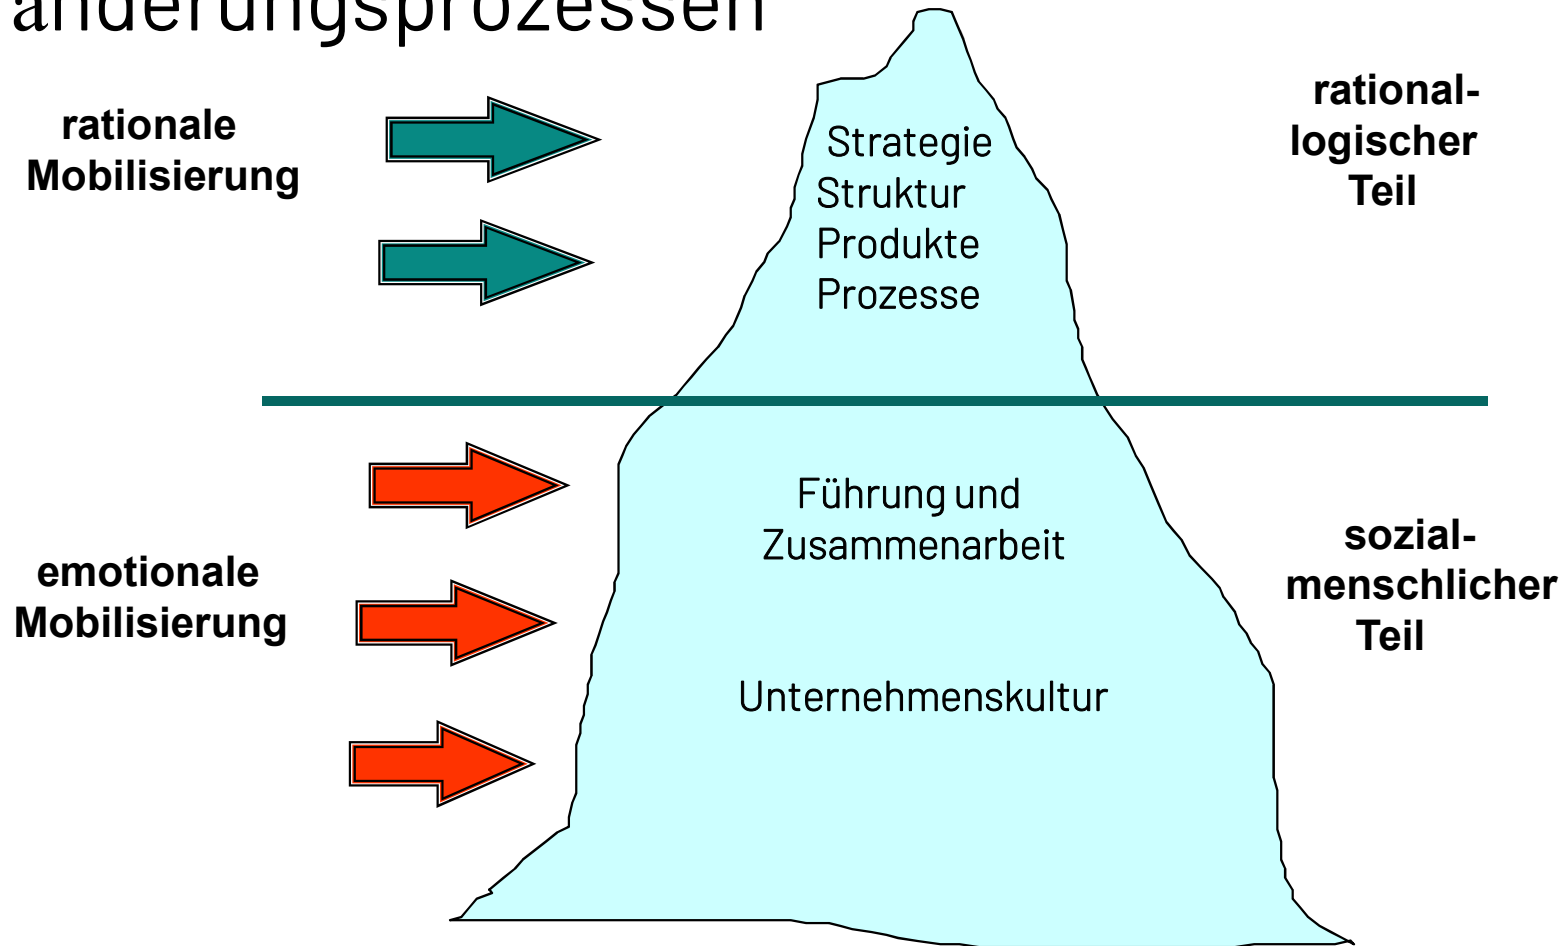 änderungsprozessen
rationale
Mobilisierung
Strategie
Struktur
Produkte
Prozesse
rational-
logischer
Teil
emotionale
Mobilisierung
Führung und
Zusammenarbeit
Unternehmenskultur
sozial-
menschlicher
Teil